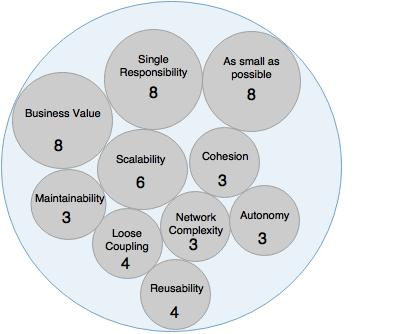 Single
Responsibility
8
As small as
possible
8
Business Value
8
Scalability
6
Cohesion
3
Maintainability
3
Loose
Coupling
4
Network
Complexity
3
Autonomy
3
Reusability
4